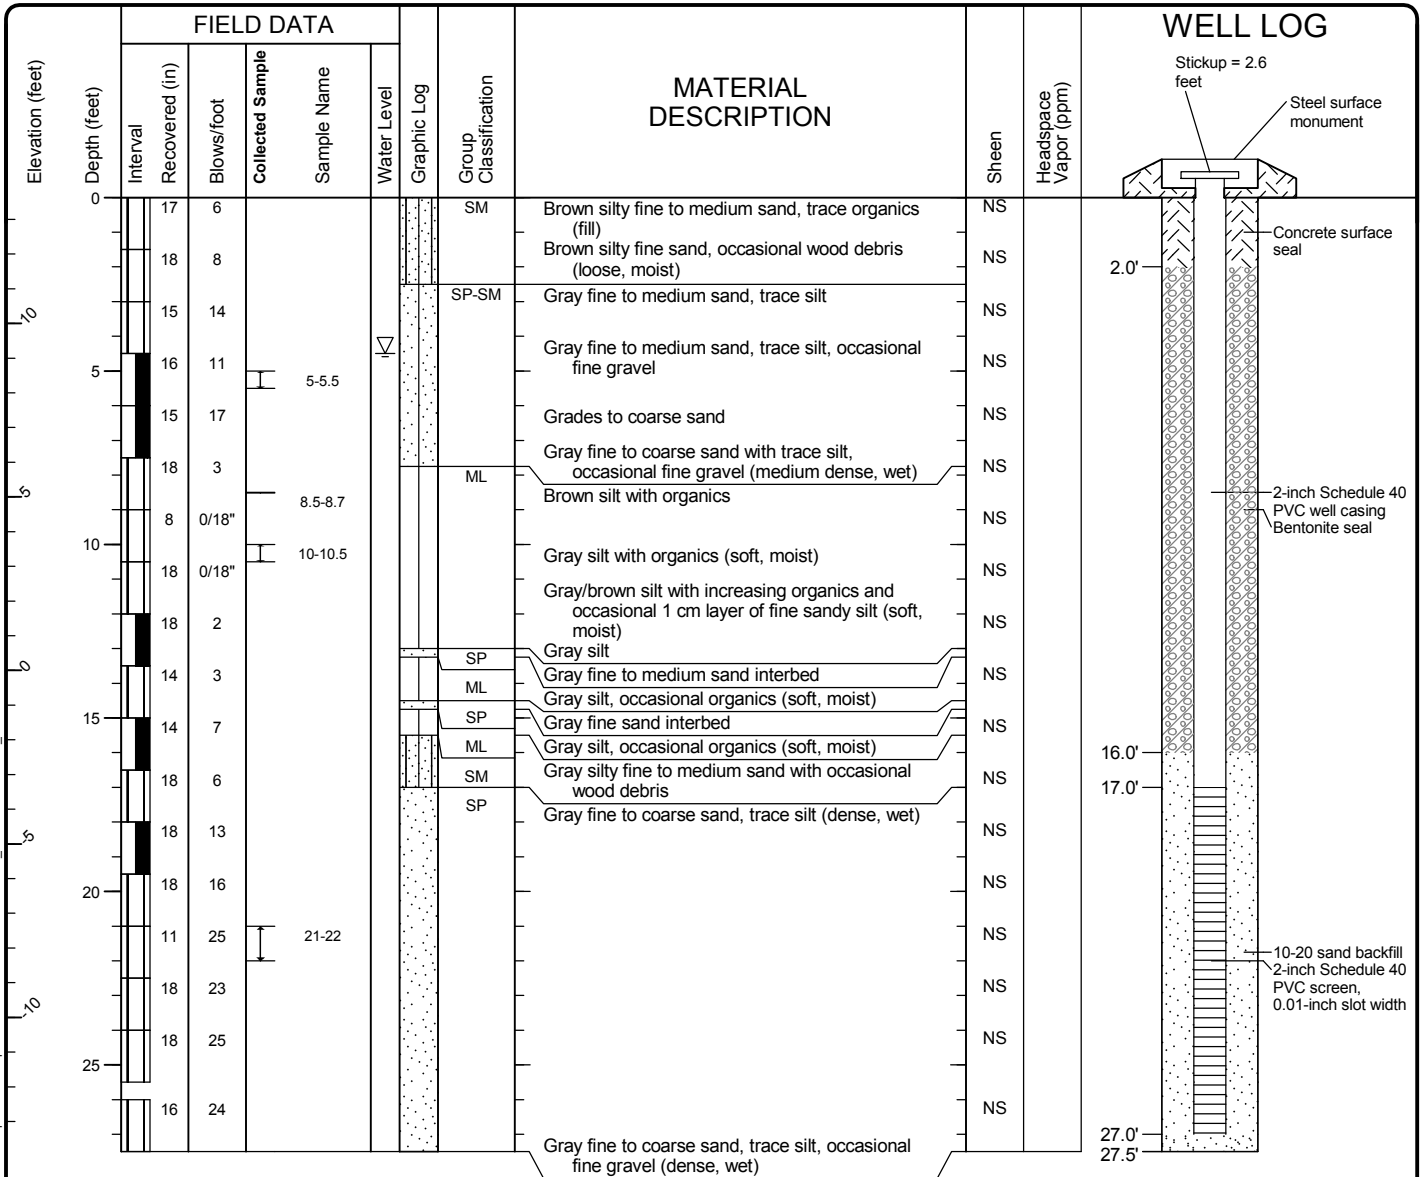 FIELD DATA
WELL LOG
Elevation (feet)
Depth (feet)
Interval
Recovered (in)
Blows/foot
Collected Sample
Sample Name
Water Level
Graphic Log
Group
Classification
MATERIAL
DESCRIPTION
Sheen
Headspace
Vapor (ppm)
Stickup = 2.6
feet
Steel surface
monument
0
17 6
SM
Brown silty fine to medium sand, trace organics
(fill)
NS
Concrete surface
seal
18 8
Brown silty fine sand, occasional wood debris
(loose, moist)
NS
2.0'
SP-SM
Gray fine to medium sand, trace silt
10
15 14
NS
Gray fine to medium sand, trace silt, occasional
fine gravel
16 11
NS
5
5-5.5
15 17
Grades to coarse sand
NS
Gray fine to coarse sand with trace silt,
occasional fine gravel (medium dense, wet)
18 3
NS
ML
5
8.5-8.7
Brown silt with organics
2-inch Schedule 40
PVC well casing
Bentonite seal
8 0/18"
NS
10
10-10.5
Gray silt with organics (soft, moist)
18 0/18"
NS
Gray/brown silt with increasing organics and
occasional 1 cm layer of fine sandy silt (soft,
moist)
18 2
NS
Gray silt
0
SP
14 3
Gray fine to medium sand interbed
NS
ML
Gray silt, occasional organics (soft, moist)
15
SP
14 7
Gray fine sand interbed
NS
ML
Gray silt, occasional organics (soft, moist)
16.0'
18 6
SM
Gray silty fine to medium sand with occasional
wood debris
NS
17.0'
SP
Gray fine to coarse sand, trace silt (dense, wet)
-5
18 13
NS
20
18 16
NS
11 25
21-22
NS
10-20 sand backfill
2-inch Schedule 40
PVC screen,
0.01-inch slot width
-10
18 23
NS
18 25
NS
25
16 24
NS
27.0'
Gray fine to coarse sand, trace silt, occasional
fine gravel (dense, wet)
27.5'